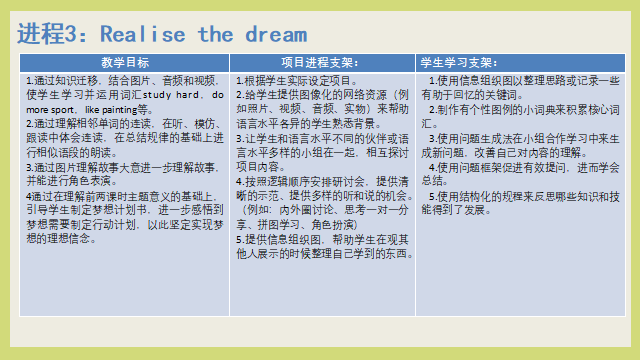 进程3：Realise the dream
教学目标
1.通过知识迁移，结合图片、音频和视频，
使学生学习并运用词汇study hard，do
more sport，like painting等。
2.通过理解相邻单词的连读，在听、模仿、
跟读中体会连读，在总结规律的基础上进
行相似语段的朗读。
3.通过图片理解故事大意进一步理解故事，
并能进行角色表演。
4通过在理解前两课时主题意义的基础上，
引导学生制定梦想计划书，进一步感悟到
梦想需要制定行动计划，以此坚定实现梦
想的理想信念。
项目进程支架：
1.根据学生实际设定项目。
2.给学生提供图像化的网络资源（例
如照片、视频、音频、实物）来帮助
语言水平各异的学生熟悉背景。
3.让学生和语言水平不同的伙伴或语
言水平多样的小组在一起，相互探讨
项目内容。
4.按照逻辑顺序安排研讨会，提供清
晰的示范、提供多样的听和说的机会。
（例如：内外圈讨论、思考一对一分
享、拼图学习、角色扮演）
5.提供信息组织图，帮助学生在观其
他人展示的时候整理自己学到的东西。
学生学习支架：
1.使用信息组织图以整理思路或记录一些
有助于回忆的关键词。
2.制作有个性图例的小词典来积累核心词
汇。
3.使用问题生成法在小组合作学习中来生
成新问题，改善自己对内容的理解。
4.使用问题框架促进有效提问，进而学会
总结。
5.使用结构化的规程来反思哪些知识和技
能得到了发展。